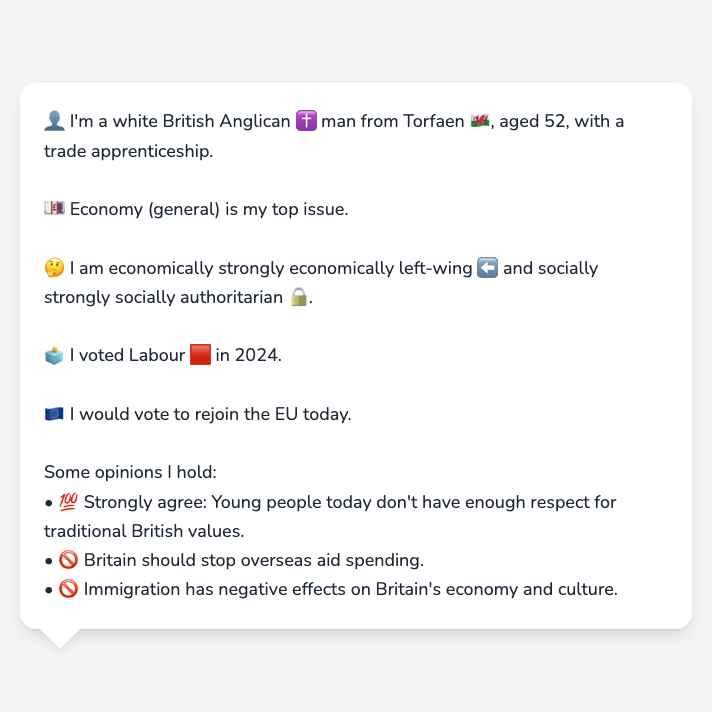 👤 I'm a white British Anglican ✝️ man from Torfaen 🏴󠁧󠁢󠁷󠁬󠁳󠁿, aged 52, with a
trade apprenticeship.
💷 Economy (general) is my top issue.
🤔 I am economically strongly economically left-wing ⬅️ and socially
strongly socially authoritarian 🔒.
🗳️ I voted Labour 🟥 in 2024.
🇪🇺 I would vote to rejoin the EU today.
Some opinions I hold:
• 💯 Strongly agree: Young people today don't have enough respect for
traditional British values.
• 🚫 Britain should stop overseas aid spending.
• 🚫 Immigration has negative effects on Britain's economy and culture.